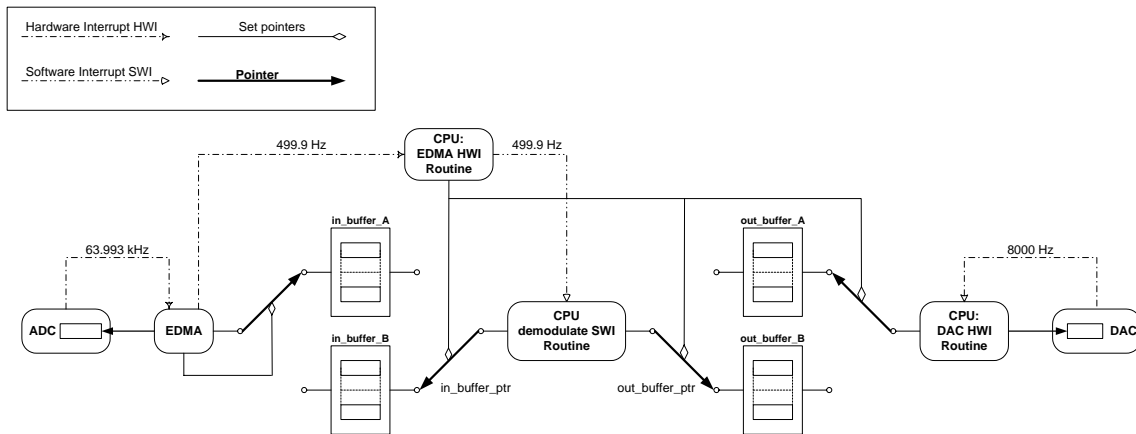 Hardware Interrupt HWI
Set pointers
Software Interrupt SWI
Pointer
499.9 Hz
CPU:
EDMA HWI
Routine
499.9 Hz
in_buffer_A
out_buffer_A
63.993 kHz
8000 Hz
ADC
EDMA
CPU
demodulate SWI
Routine
CPU:
DAC HWI
Routine
DAC
in_buffer_B
out_buffer_B
in_buffer_ptr
out_buffer_ptr